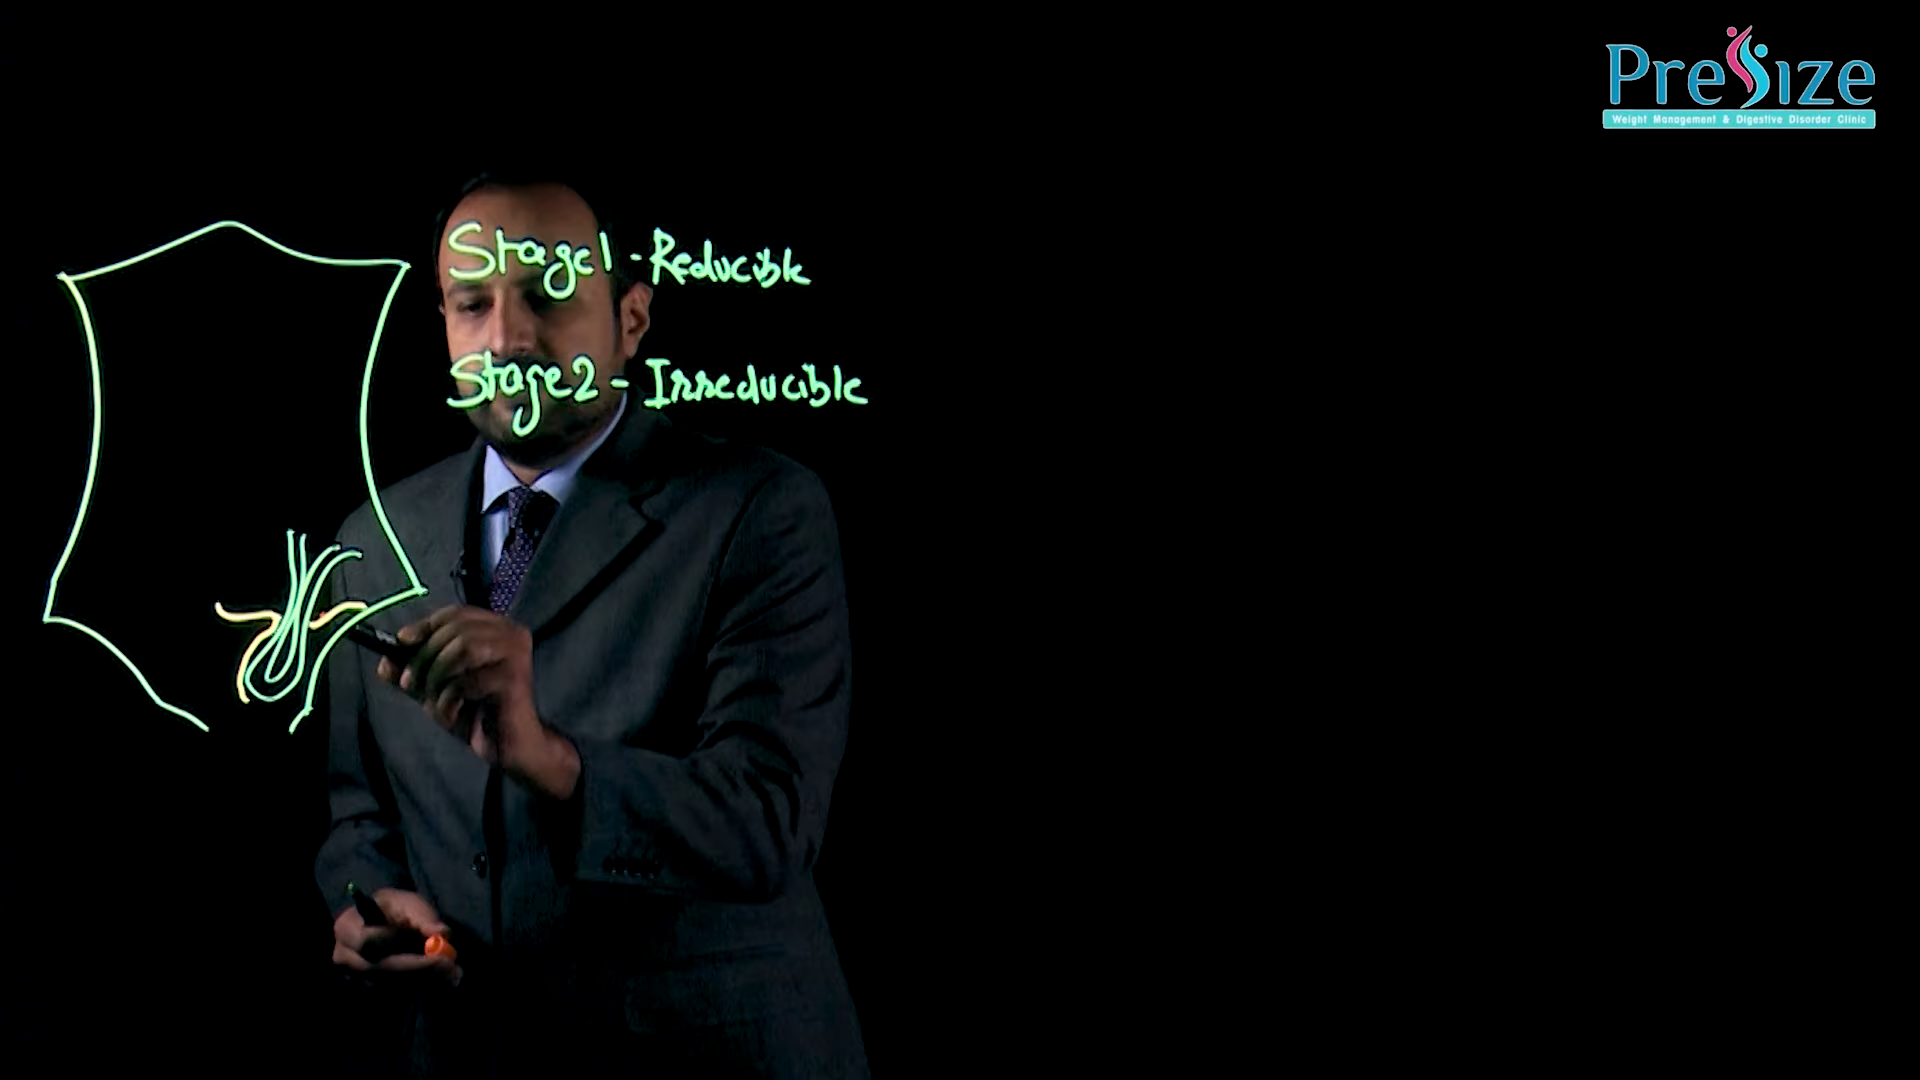 PreSize
Weight Management & Digestive Disorder Clinic
Stage1 - Reducible
Stage2 - Irreducible